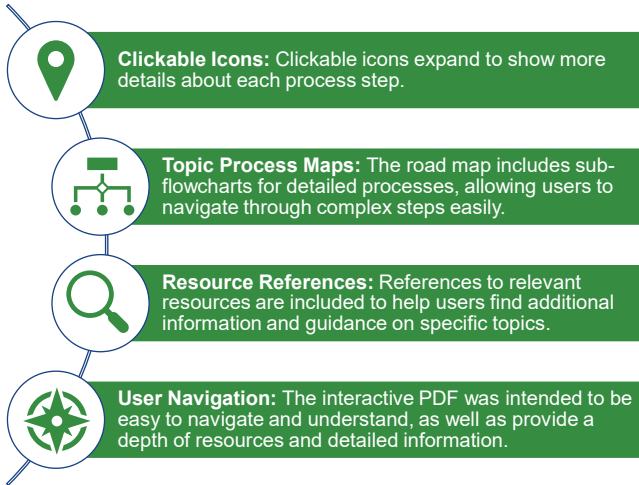 Clickable Icons: Clickable icons expand to show more
details about each process step.
Topic Process Maps: The road map includes sub-
flowcharts for detailed processes, allowing users to
navigate through complex steps easily.
Resource References: References to relevant
resources are included to help users find additional
information and guidance on specific topics.
User Navigation: The interactive PDF was intended to be
easy to navigate and understand, as well as provide a
depth of resources and detailed information.